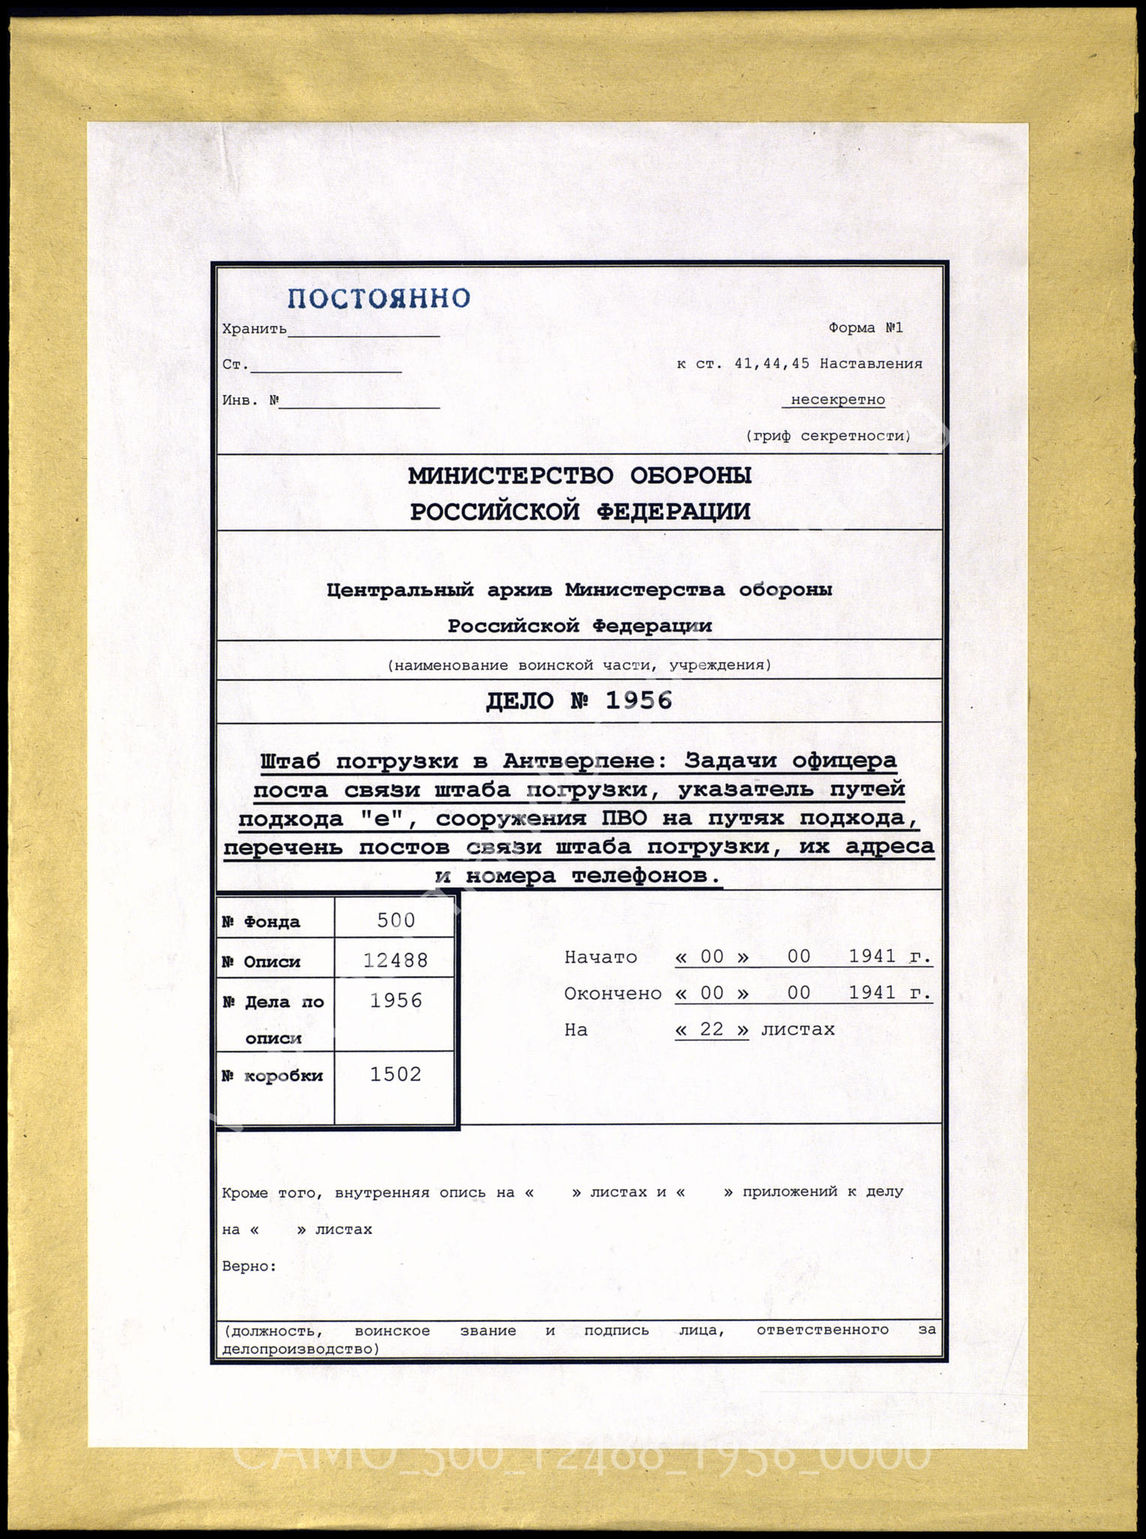 ПОСТОЯННО
Хранить
Форма №1
Ст.
к ст. 41,44,45 Наставления
Инв. №
несекретно
(гриф секретности)
МИНИСТЕРСТВО ОБОРОНЫ
РОССИЙСКОЙ ФЕДЕРАЦИИ
Центральный архив Министерства обороны
Российской Федерации
(наименование воинской части, учреждения)
ДЕЛО № 1956
Штаб погрузки в Антверпене: Задачи офицера
поста связи штаба погрузки, указатель путей
подхода "е", сооружения ПВО на путях подхода,
перечень постов связи штаба погрузки, их адреса
и номера телефонов.
№ Фонда 500
№ Описи 12488
№ Дела по 1956
описи
№ коробки 1502
Начато « 00 » 00 1941 г.
Окончено « 00 » 00 1941 г.
На « 22 » листах
Кроме того, внутренняя опись на « » листах и « » приложений к делу
на « » листах
Верно:
(должность, воинское звание и подпись лица, ответственного за
делопроизводство)
CAMO_500_12488_1956_0000